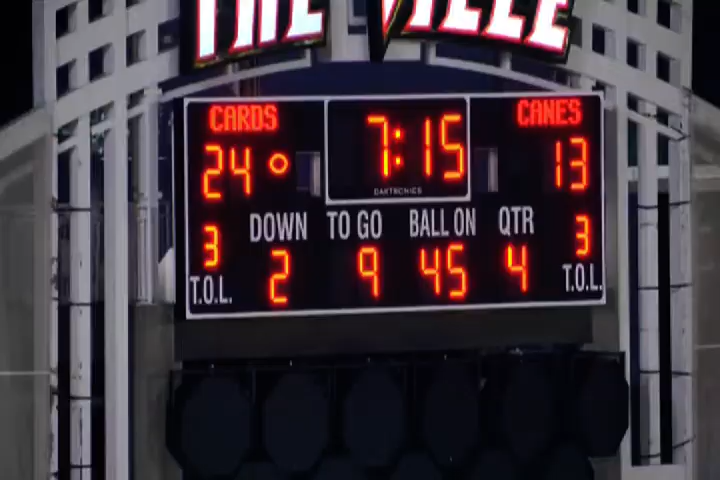 THE VILLE
CARDS 7:15 CANES
24 13
DAKTRONICS
DOWN TO GO BALL ON QTR
3 2 9 45 4 3
T.O.L. T.O.L.